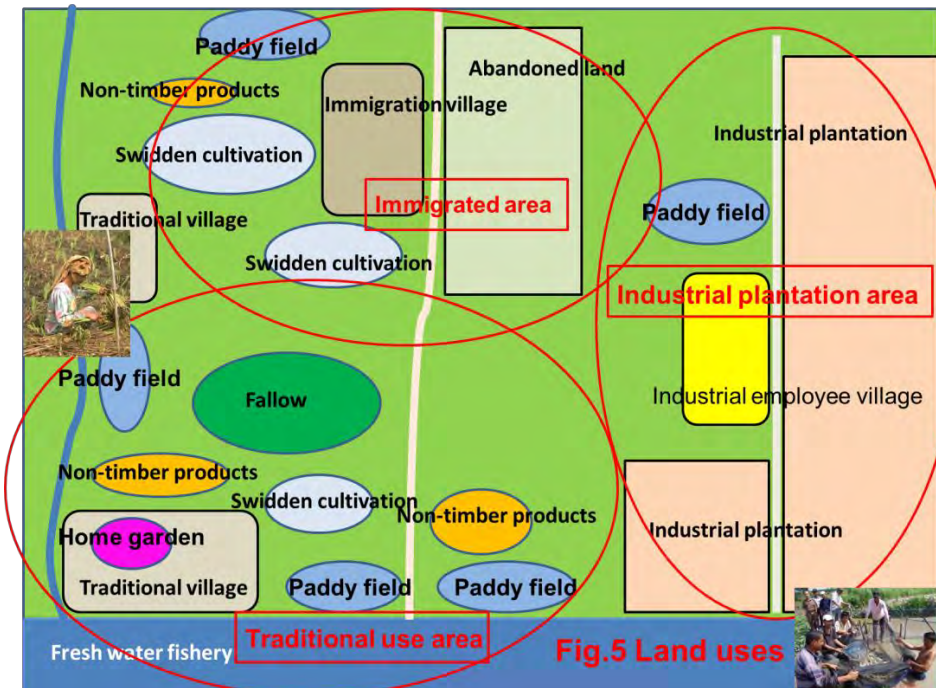 Paddy field
Non-timber products
Abandoned land
Immigration village
Industrial plantation
Swidden cultivation
Immigrated area
Paddy field
Traditional village
Swidden cultivation
Industrial plantation area
Paddy field
Fallow
Industrial employee village
Non-timber products
Swidden cultivation
Non-timber products
Home garden
Industrial plantation
Traditional village
Paddy field
Paddy field
Traditional use area
Fresh water fishery
Fig.5 Land uses